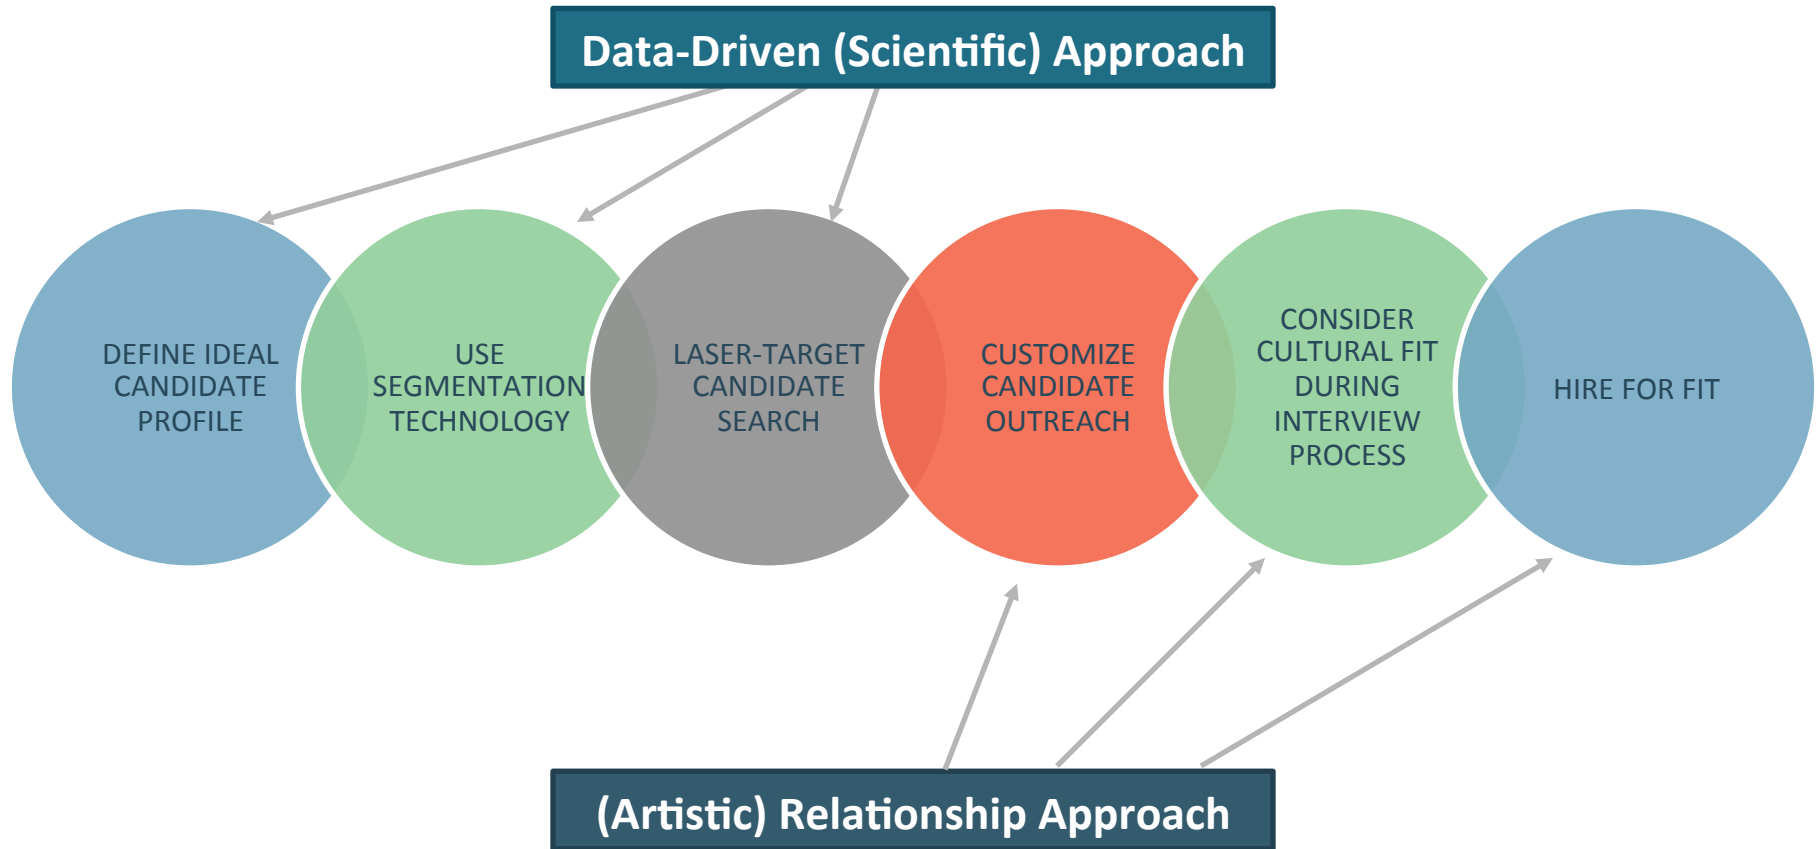 Data-Driven (Scientific) Approach
DEFINE IDEAL
CANDIDATE
PROFILE
USE
SEGMENTATION
TECHNOLOGY
LASER-TARGET
CANDIDATE
SEARCH
CUSTOMIZE
CANDIDATE
OUTREACH
CONSIDER
CULTURAL FIT
DURING
INTERVIEW
PROCESS
HIRE FOR FIT
(Artistic) Relationship Approach